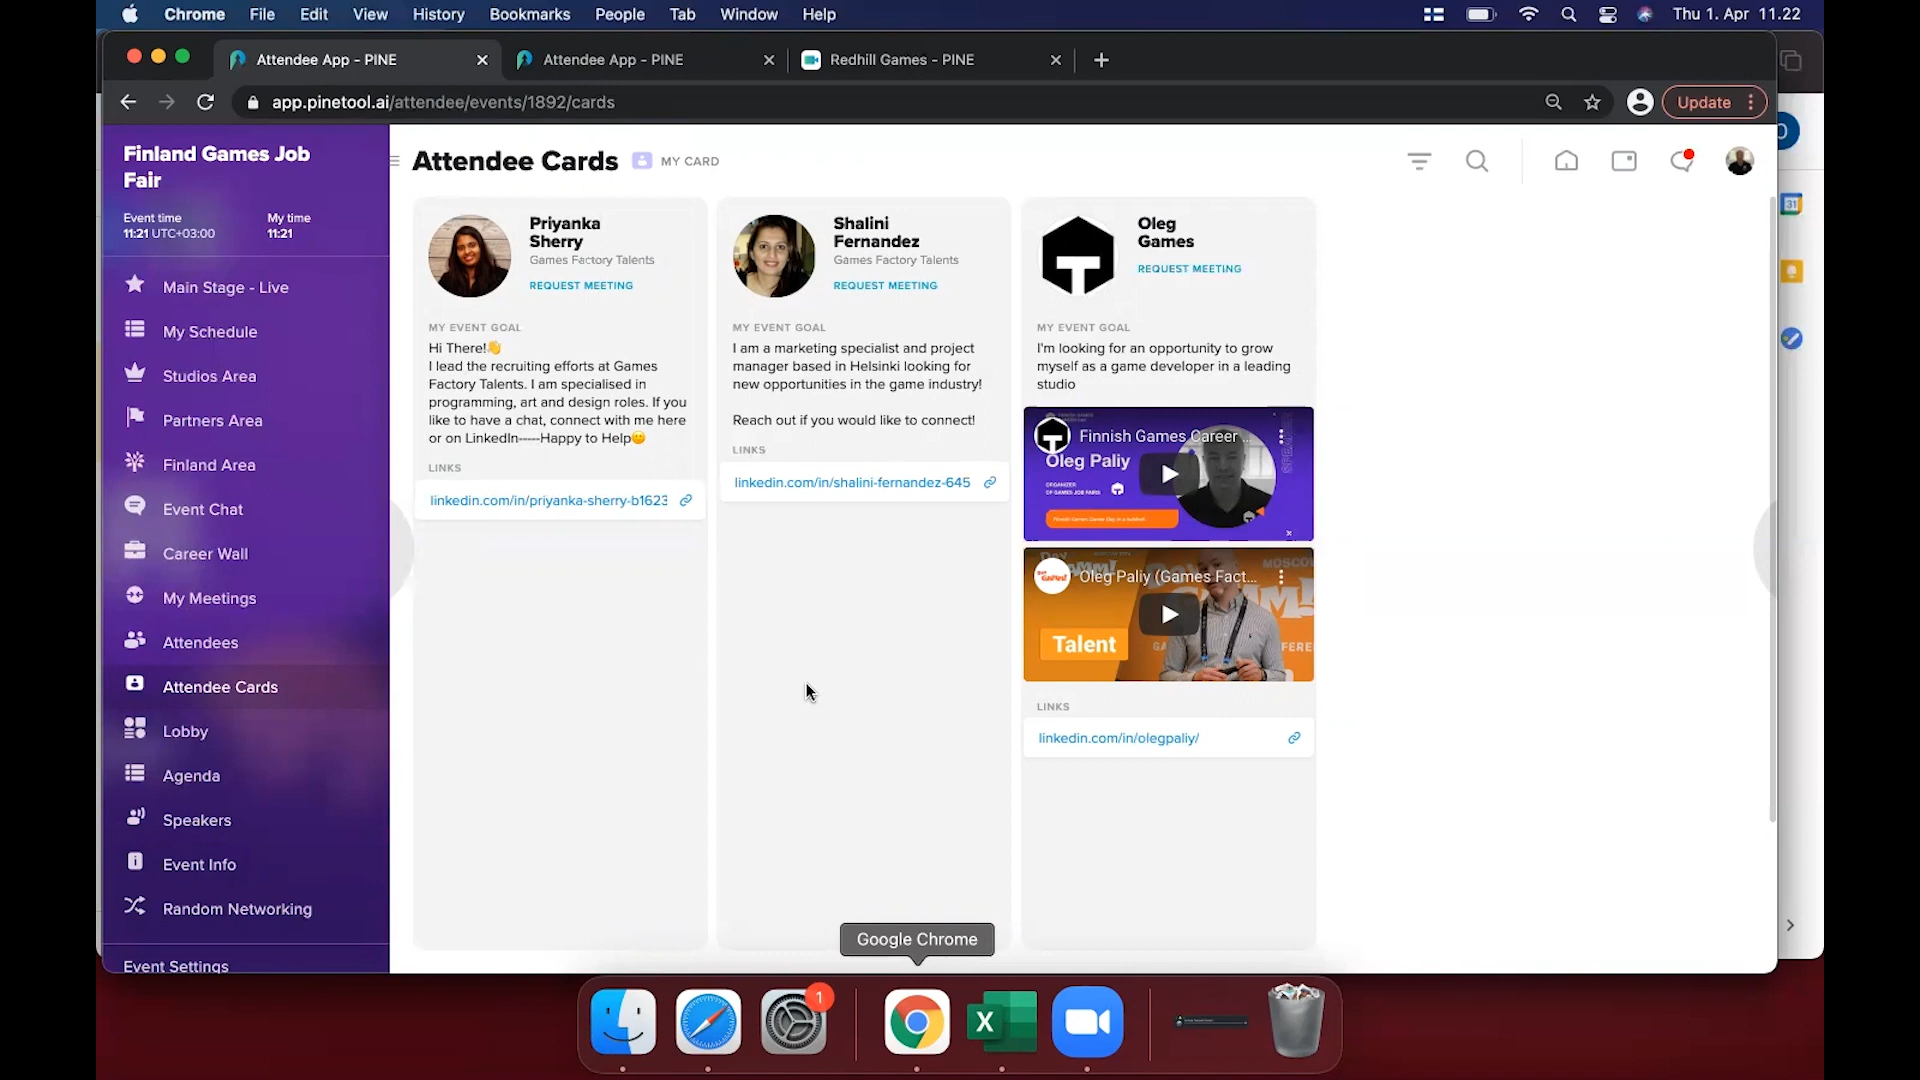 Chrome File Edit View History Bookmarks People Tab Window Help Thu 1. Apr 11.22
Attendee App - PINE
Attendee App - PINE
Redhill Games - PINE
app.pinetool.ai/attendee/events/1892/cards
Update
Finland Games Job
Fair
Event time
11:21 UTC+03:00
My time
11:21
Main Stage - Live
My Schedule
Studios Area
Partners Area
Finland Area
Event Chat
Career Wall
My Meetings
Attendees
Attendee Cards
Lobby
Agenda
Speakers
Event Info
Random Networking
Event Settings
Attendee Cards
MY CARD
Priyanka
Sherry
Games Factory Talents
REQUEST MEETING
MY EVENT GOAL
Hi There!👋
I lead the recruiting efforts at Games
Factory Talents. I am specialised in
programming, art and design roles. If you
like to have a chat, connect with me here
or on LinkedIn-----Happy to Help🙂
LINKS
linkedin.com/in/priyanka-sherry-b1623
Shalini
Fernandez
Games Factory Talents
REQUEST MEETING
MY EVENT GOAL
I am a marketing specialist and project
manager based in Helsinki looking for
new opportunities in the game industry!
Reach out if you would like to connect!
LINKS
linkedin.com/in/shalini-fernandez-645
Oleg
Games
REQUEST MEETING
MY EVENT GOAL
I'm looking for an opportunity to grow
myself as a game developer in a leading
studio
Finnish Games Career ...
Oleg Paliy
ORGANIZER
OF GAMES JOB FAIRS
Oleg Paliy (Games Fact...
Talent
LINKS
linkedin.com/in/olegpaliy/
31
Google Chrome
1
X